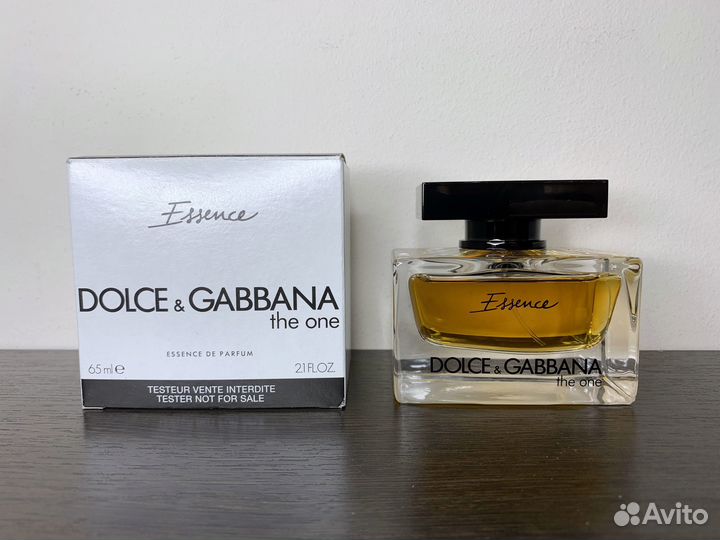 Essence
DOLCE & GABBANA
the one
ESSENCE DE PARFUM
65 ml e 2.1 FL.OZ.
TESTEUR VENTE INTERDITE
TESTER NOT FOR SALE
Essence
DOLCE & GABBANA
the one
Avito